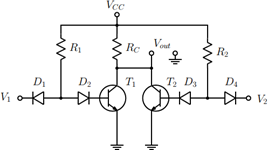 V_CC
R_1 R_C V_out R_2
D_1 D_2 T_1 T_2 D_3 D_4
V_1 V_2